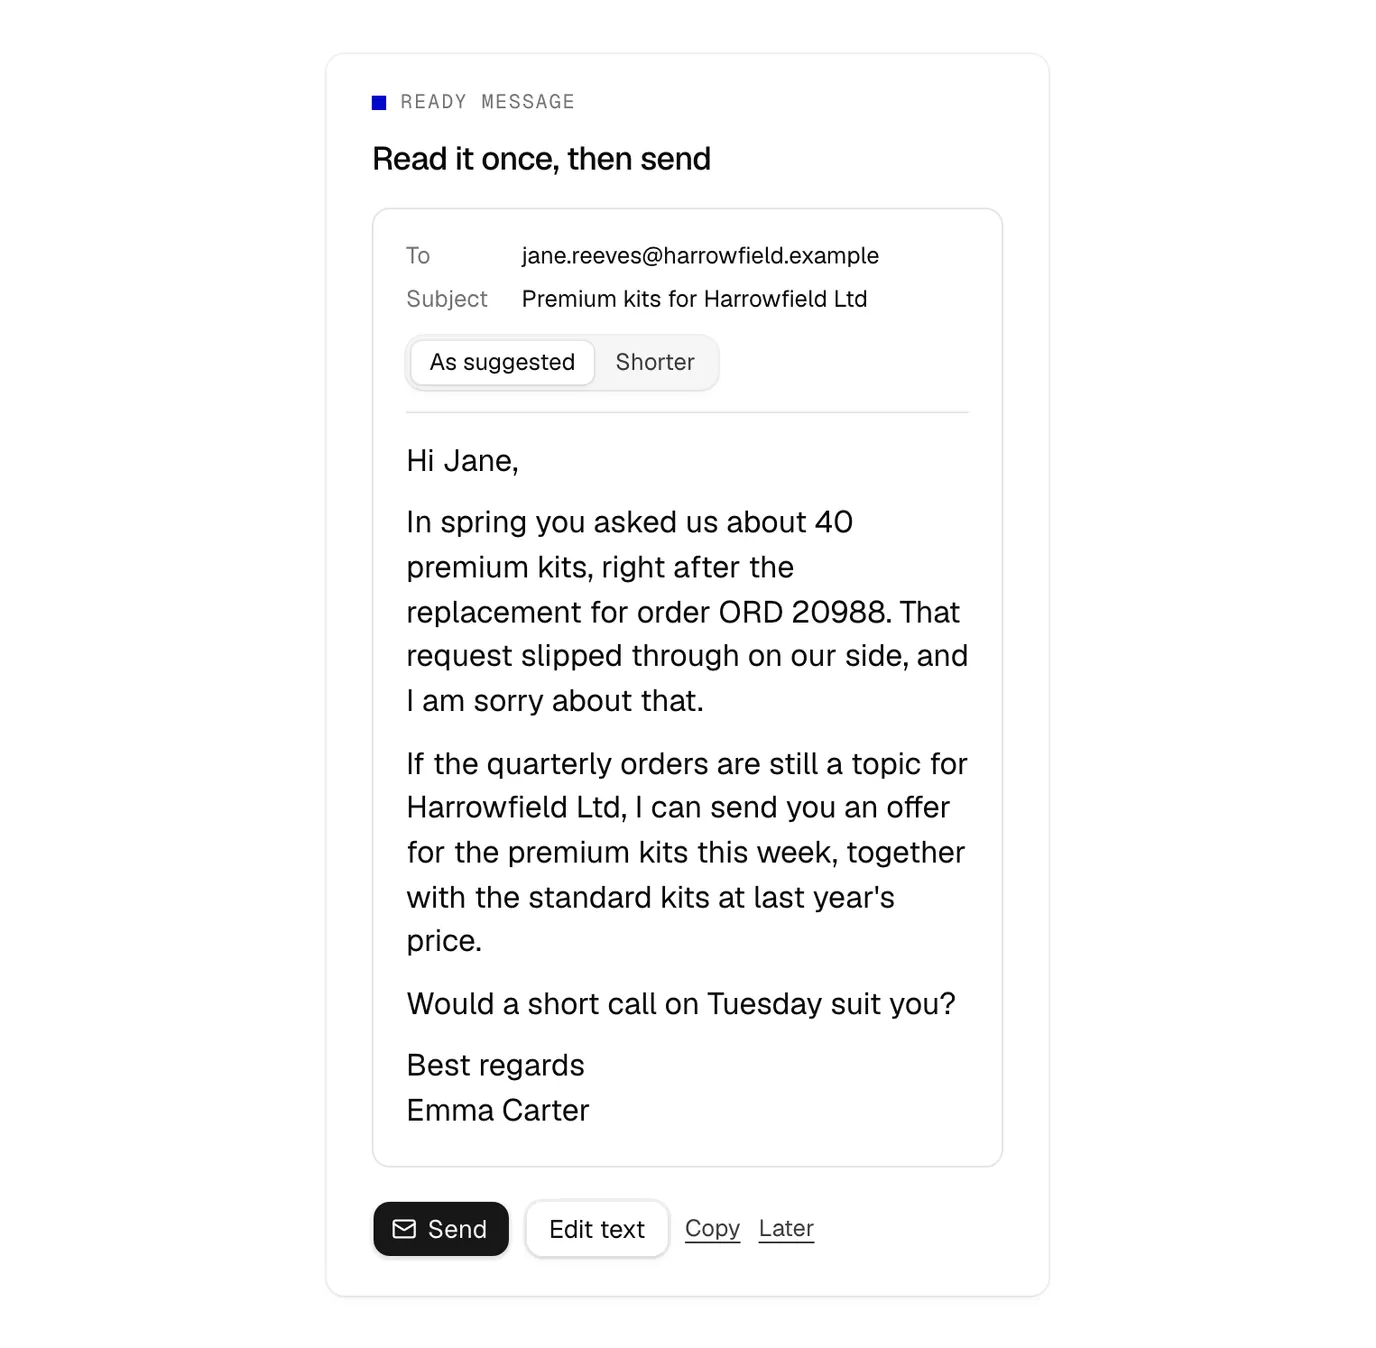 READY MESSAGE
Read it once, then send
To jane.reeves@harrowfield.example
Subject Premium kits for Harrowfield Ltd
As suggested Shorter
Hi Jane,
In spring you asked us about 40
premium kits, right after the
replacement for order ORD 20988. That
request slipped through on our side, and
I am sorry about that.
If the quarterly orders are still a topic for
Harrowfield Ltd, I can send you an offer
for the premium kits this week, together
with the standard kits at last year's
price.
Would a short call on Tuesday suit you?
Best regards
Emma Carter
Send Edit text Copy Later